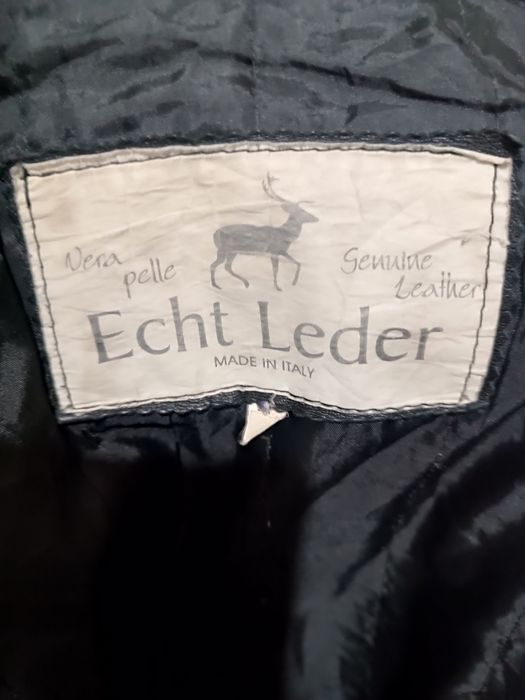 Vera
pelle
Genuine
Leather
Echt Leder
MADE IN ITALY